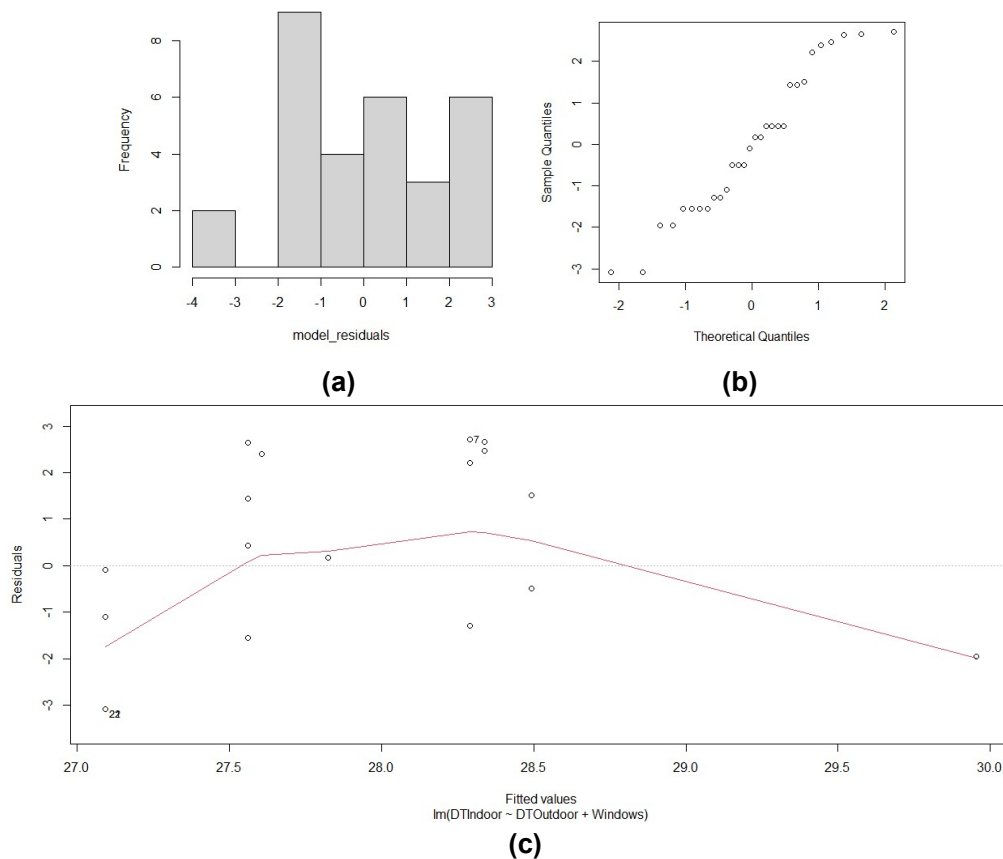 Frequency
8
6
4
2
0
-4 -3 -2 -1 0 1 2 3
model_residuals
(a)
Sample Quantiles
2
1
0
-1
-2
-3
-1 0 1 2
Theoretical Quantiles
(b)
Residuals
3
2
1
0
-1
-2
-3
7
27.0 27.5 28.0 28.5 29.0 29.5 30.0
Fitted values
lm(DTIndoor ~ DTOutdoor + Windows)
(c)